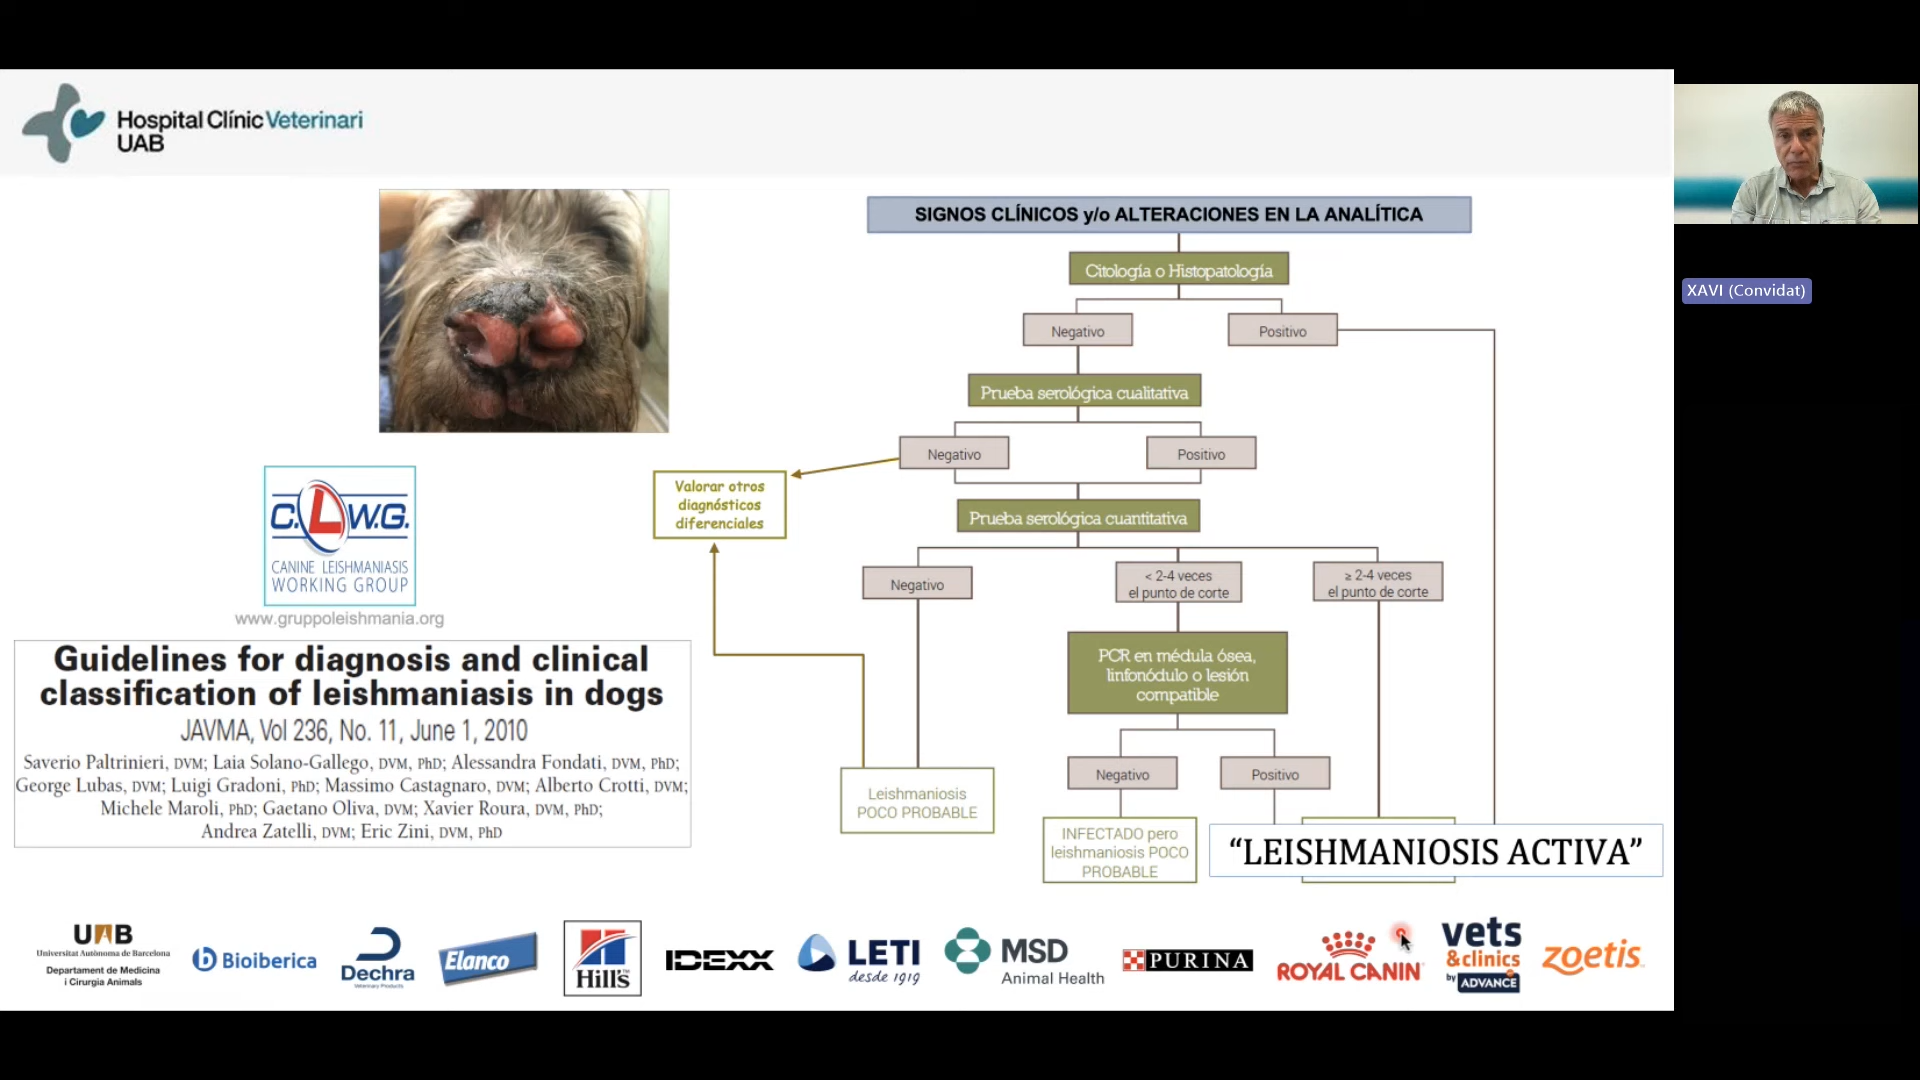 Hospital Clínic Veterinari
UAB
XAVI (Convidat)
SIGNOS CLÍNICOS y/o ALTERACIONES EN LA ANALÍTICA
Citología o Histopatología
Negativo
Positivo
Prueba serológica cualitativa
Negativo
Positivo
Valorar otros
diagnósticos
diferenciales
Prueba serológica cuantitativa
Negativo
< 2-4 veces
el punto de corte
≥ 2-4 veces
el punto de corte
PCR en médula ósea,
linfonódulo o lesión
compatible
Negativo
Positivo
Leishmaniosis
POCO PROBABLE
INFECTADO pero
leishmaniosis POCO
PROBABLE
“LEISHMANIOSIS ACTIVA”
C.L.W.G.
CANINE LEISHMANIASIS
WORKING GROUP
www.gruppoleishmania.org
Guidelines for diagnosis and clinical
classification of leishmaniasis in dogs
JAVMA, Vol 236, No. 11, June 1, 2010
Saverio Paltrinieri, DVM; Laia Solano-Gallego, DVM, PhD; Alessandra Fondati, DVM, PhD;
George Lubas, DVM; Luigi Gradoni, PhD; Massimo Castagnaro, DVM; Alberto Crotti, DVM;
Michele Maroli, PhD; Gaetano Oliva, DVM; Xavier Roura, DVM, PhD;
Andrea Zatelli, DVM; Eric Zini, DVM, PhD
UAB
Universitat Autònoma de Barcelona
Departament de Medicina
i Cirurgia Animals
Bioiberica
Dechra
Veterinary Products
Elanco
Hill's
IDEXX
LETI
desde 1919
MSD
Animal Health
PURINA
ROYAL CANIN
vets
&clinics
by ADVANCE
zoetis